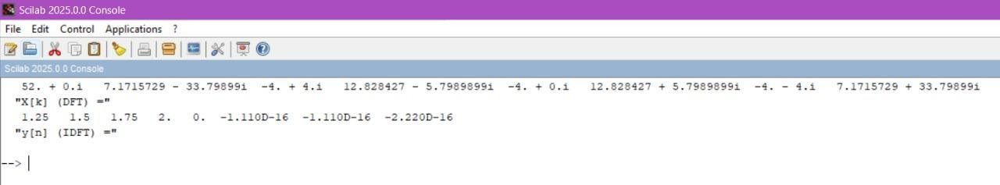 Scilab 2025.0.0 Console
File Edit Control Applications ?
Scilab 2025.0.0 Console
52. + 0.i 7.1715729 - 33.79899i -4. + 4.i 12.828427 - 5.7989899i -4. + 0.i 12.828427 + 5.7989899i -4. - 4.i 7.1715729 + 33.79899i
"X[k] (DFT) ="
1.25 1.5 1.75 2. 0. -1.110D-16 -1.110D-16 -2.220D-16
"y[n] (IDFT) ="
-->